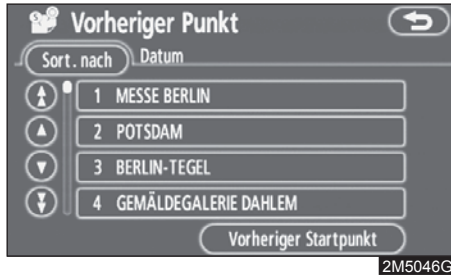 Vorheriger Punkt
Sort. nach Datum
1 MESSE BERLIN
2 POTSDAM
3 BERLIN-TEGEL
4 GEMÄLDEGALERIE DAHLEM
Vorheriger Startpunkt
2M5046G